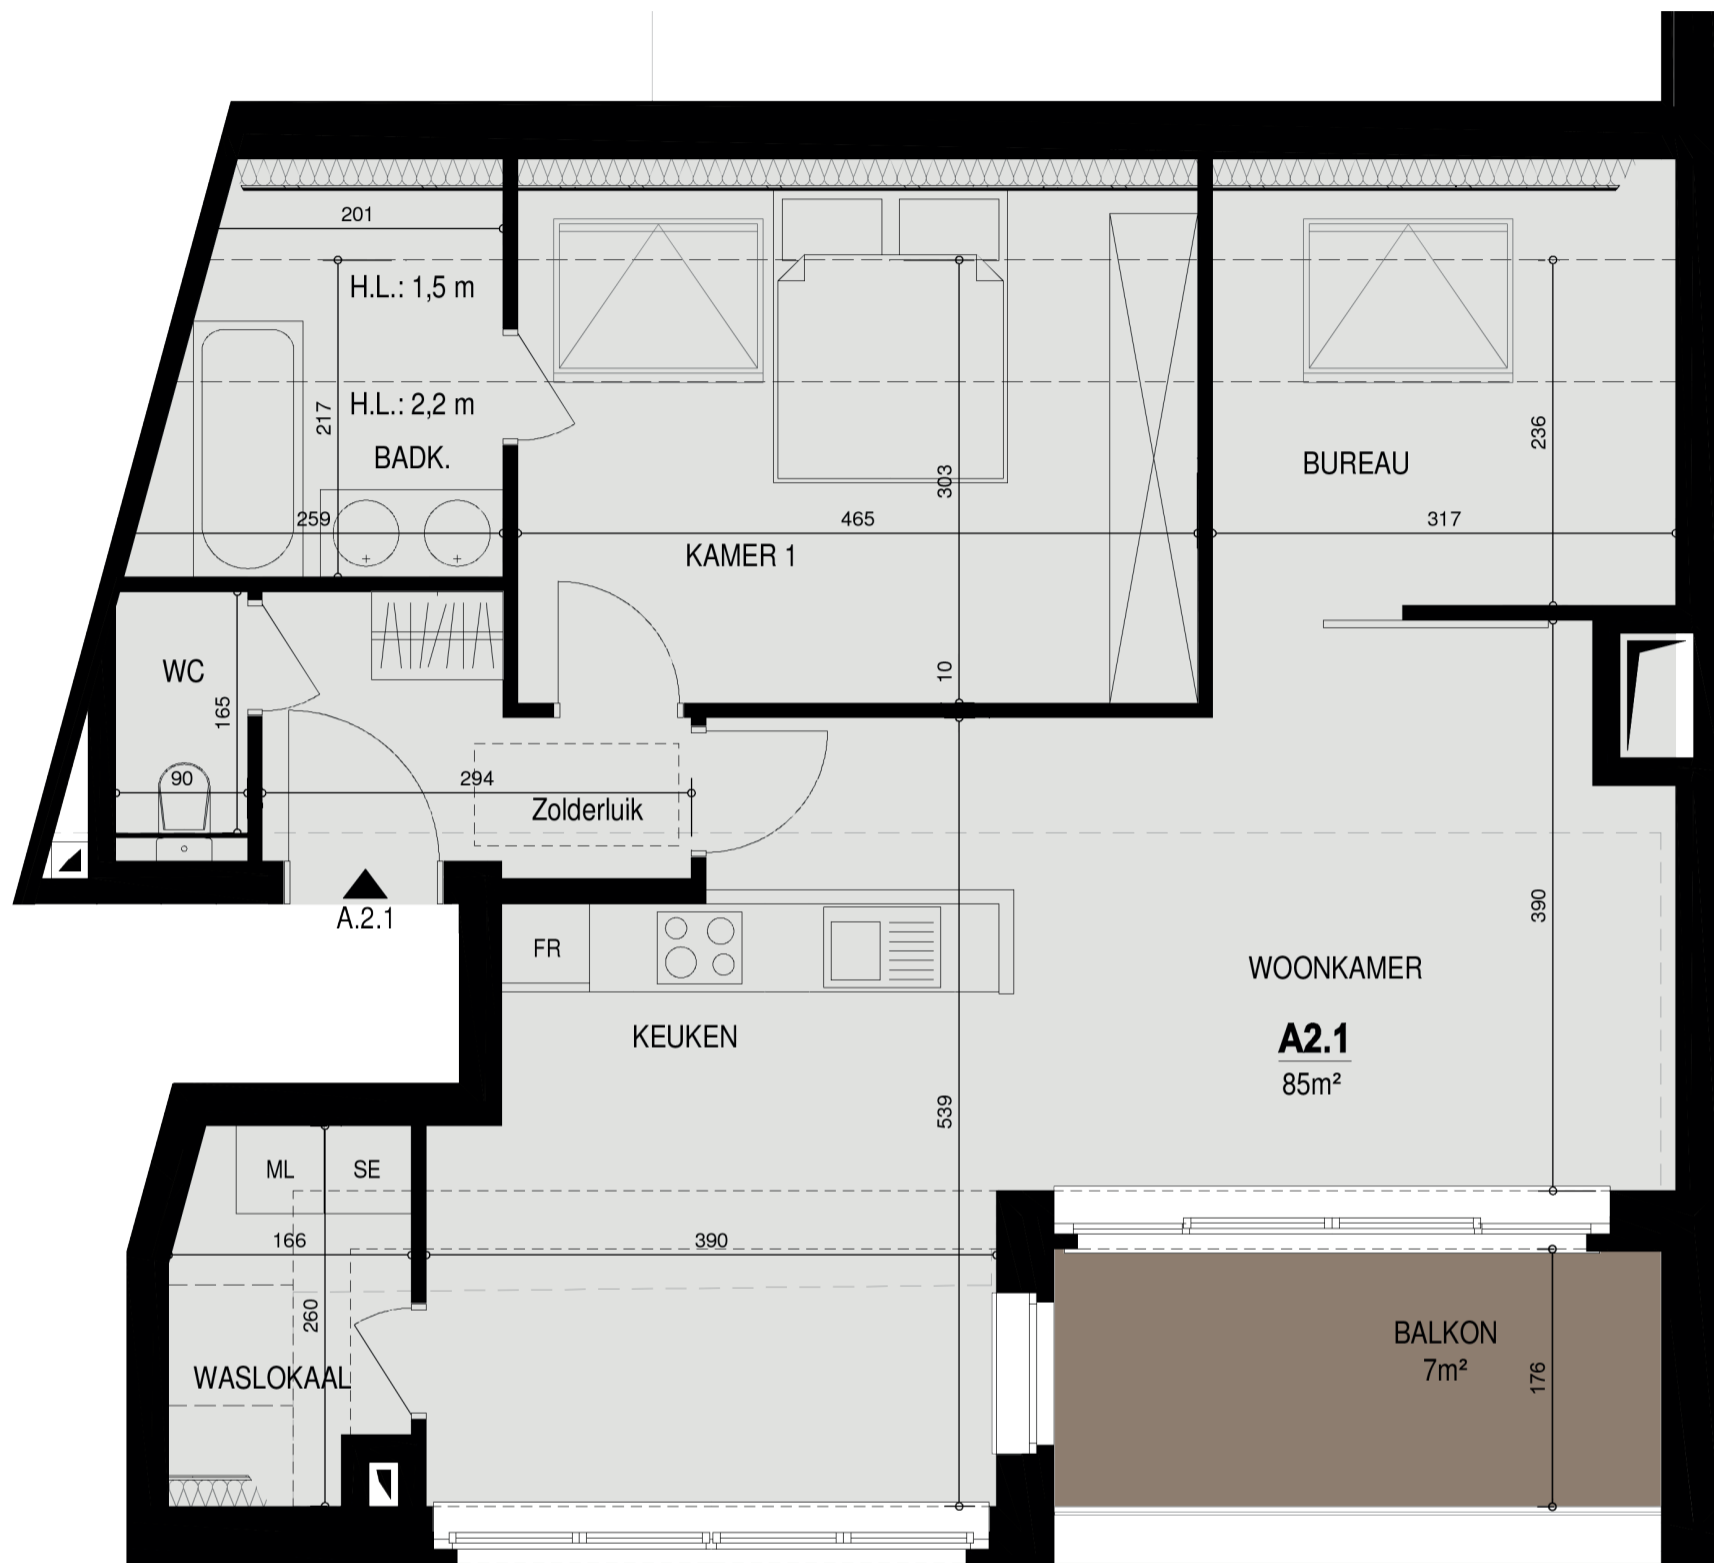 201
H.L.: 1,5 m
217
H.L.: 2,2 m
BADK.
259
303
465
KAMER 1
236
BUREAU
317
WC
165
90
294
10
Zolderluik
A.2.1
FR
KEUKEN
390
WOONKAMER
A2.1
85m²
539
ML
SE
166
390
260
WASLOKAAL
BALKON
7m²
176